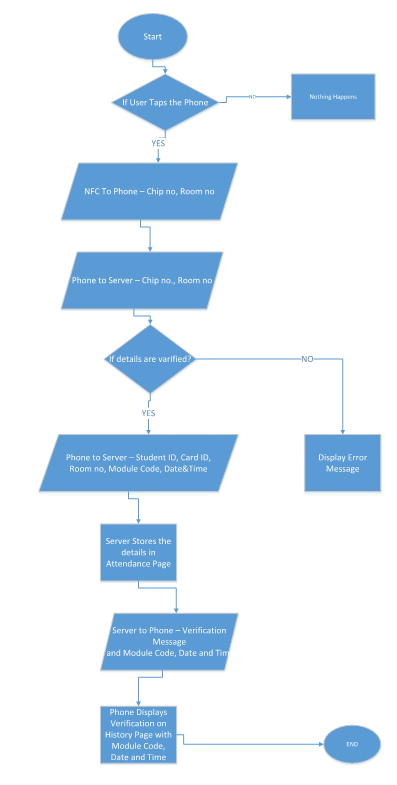 Start
If User Taps the Phone
NO
Nothing Happens
YES
NFC To Phone – Chip no, Room no
Phone to Server – Chip no., Room no
If details are varified?
NO
YES
Phone to Server – Student ID, Card ID,
Room no, Module Code, Date&Time
Display Error
Message
Server Stores the
details in
Attendance Page
Server to Phone – Verification
Message
and Module Code, Date and Tim
Phone Displays
Verification on
History Page with
Module Code,
Date and Time
END